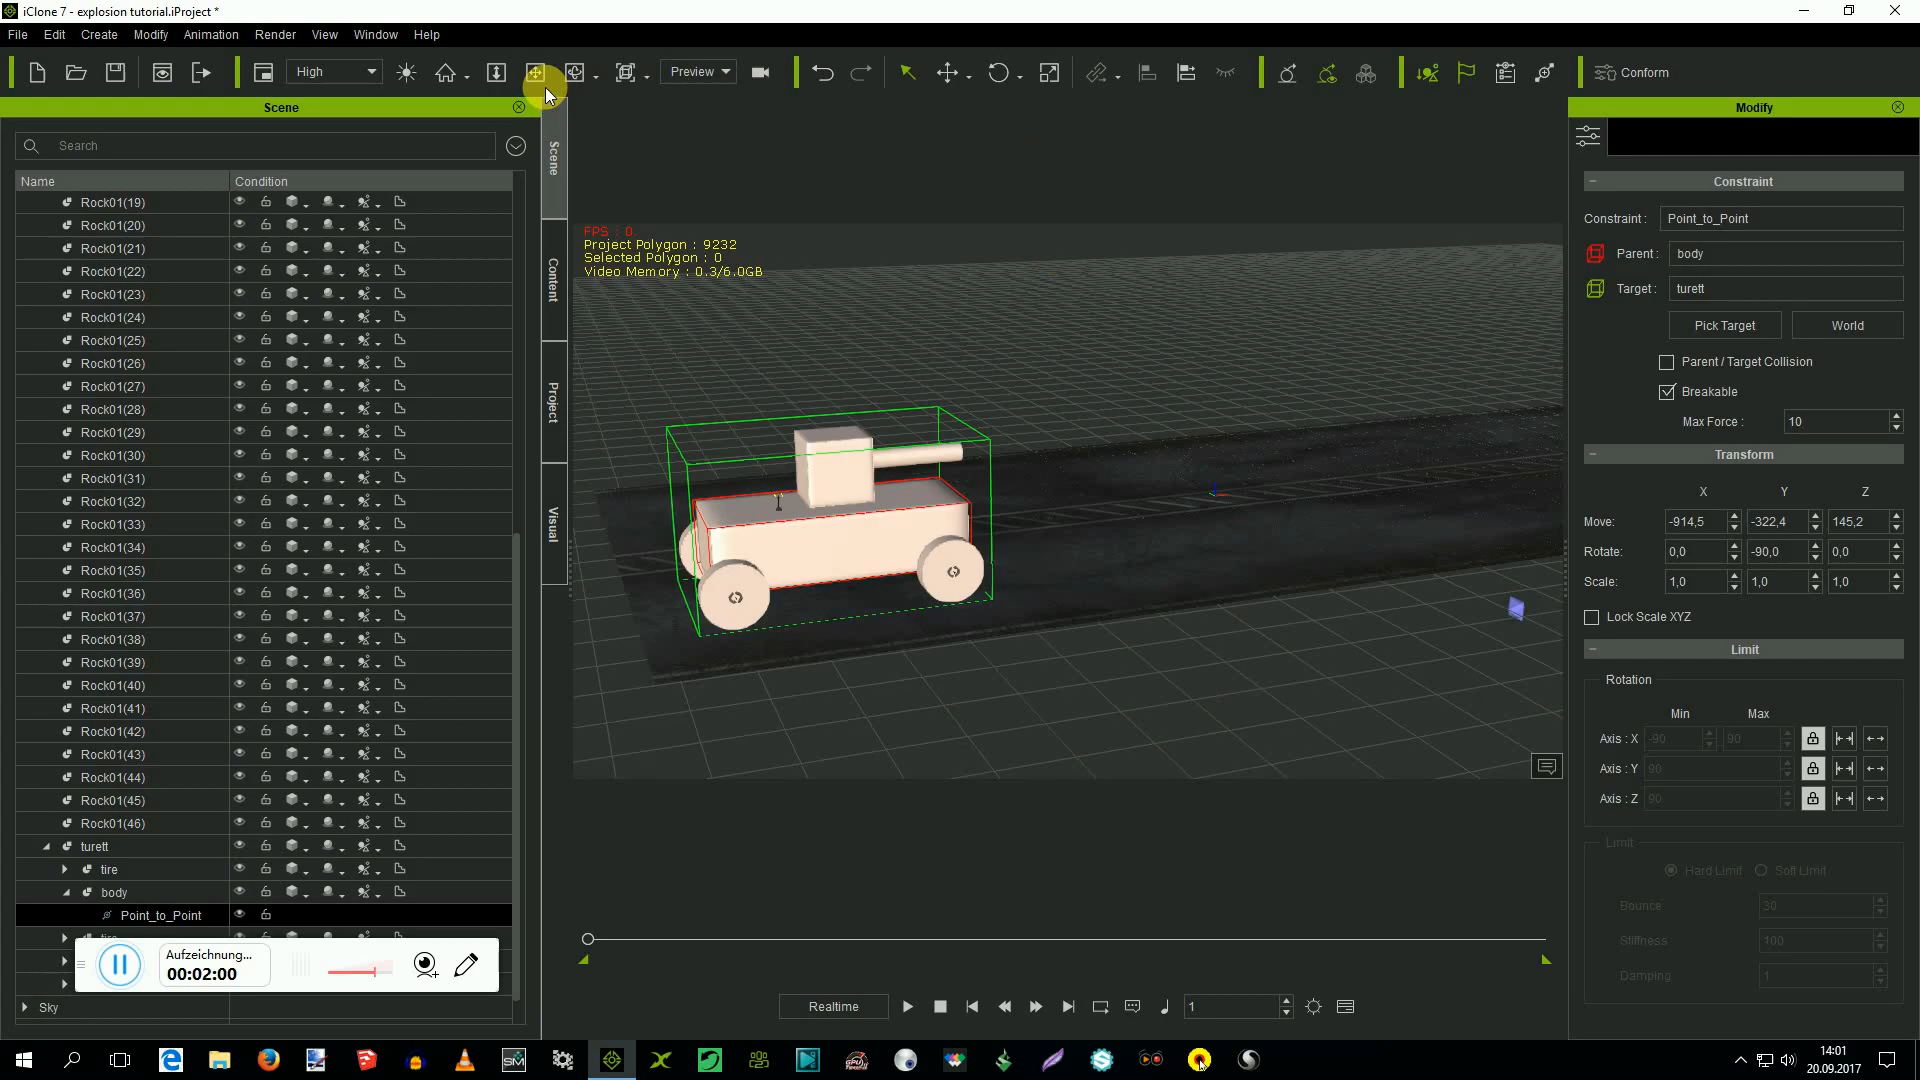 iClone 7 - explosion tutorial.iProject *
File Edit Create Modify Animation Render View Window Help
High Preview Conform
Scene
Search
Name Condition
Rock01(19)
Rock01(20)
Rock01(21)
Rock01(22)
Rock01(23)
Rock01(24)
Rock01(25)
Rock01(26)
Rock01(27)
Rock01(28)
Rock01(29)
Rock01(30)
Rock01(31)
Rock01(32)
Rock01(33)
Rock01(34)
Rock01(35)
Rock01(36)
Rock01(37)
Rock01(38)
Rock01(39)
Rock01(40)
Rock01(41)
Rock01(42)
Rock01(43)
Rock01(44)
Rock01(45)
Rock01(46)
turett
tire
body
Point_to_Point
Aufzeichnung...
00:02:00
Sky
Scene
Content
Project
Visual
FPS : 0
Project Polygon : 9232
Selected Polygon : 0
Video Memory : 0.3/6.0GB
Realtime 1
Modify
Constraint
Constraint : Point_to_Point
Parent : body
Target : turett
Pick Target World
Parent / Target Collision
Breakable
Max Force : 10
Transform
X Y Z
Move: -914,5 -322,4 145,2
Rotate: 0,0 -90,0 0,0
Scale: 1,0 1,0 1,0
Lock Scale XYZ
Limit
Rotation
Min Max
Axis : X -90 90
Axis : Y 90
Axis : Z 90
Limit
Hard Limit Soft Limit
Bounce 30
Stiffness 100
Damping 1
SM
14:01
20.09.2017